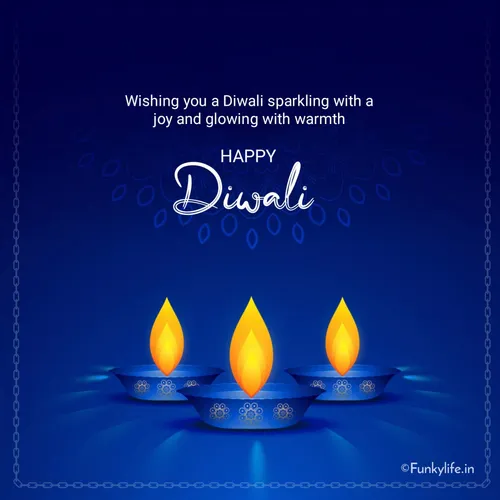 Wishing you a Diwali sparkling with a
joy and glowing with warmth
HAPPY
Diwali
©Funkylife.in